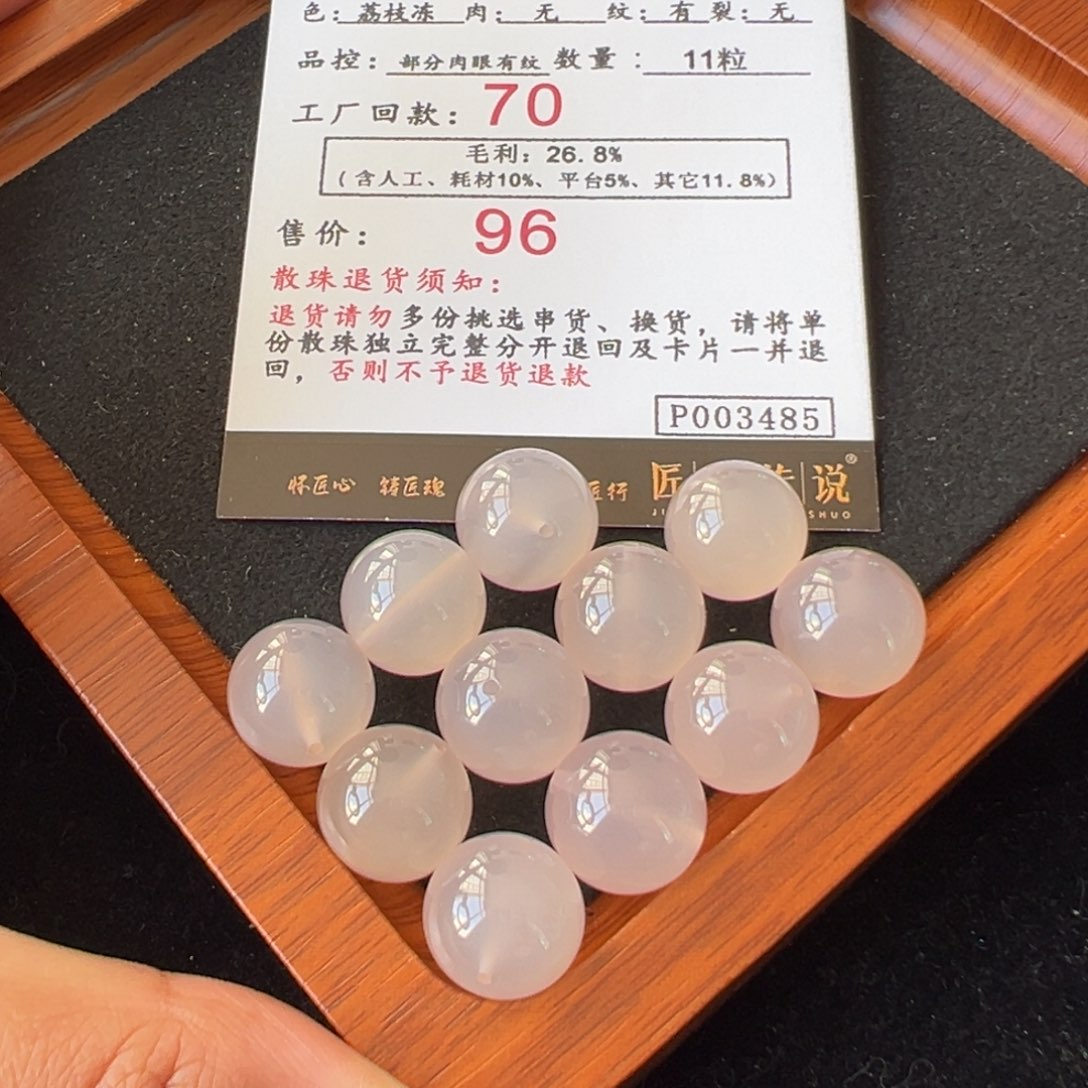 色：荔枝冻 肉：无 纹：有 裂：无
品控：部分肉眼有纹 数量：11粒
工厂回款：70
毛利：26.8%
(含人工、耗材10%、平台5%、其它11.8%)
售价：96
散珠退货须知：
退货请勿多份挑选串货、换货，请将单
份散珠独立完整分开退回及卡片一并退
回，否则不予退货退款
P003485
怀匠心 铸匠魂 匠行 匠 说®
SHUO